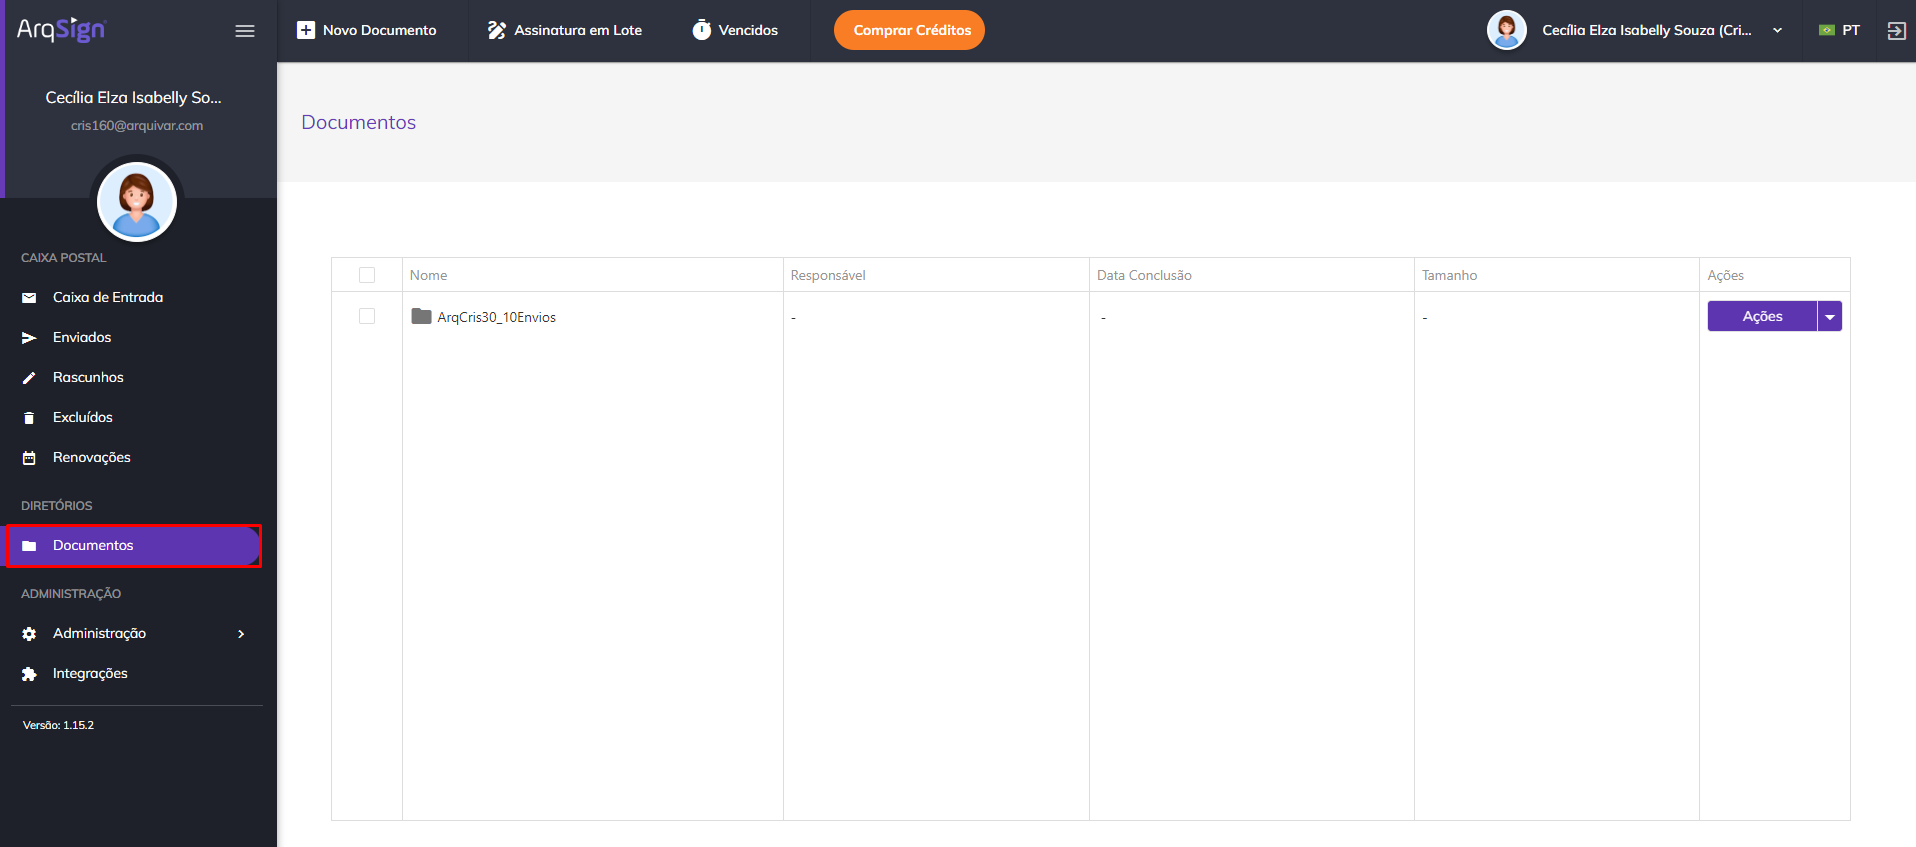 ArqSign
Novo Documento
Assinatura em Lote
Vencidos
Comprar Créditos
Cecília Elza Isabelly Souza (Cri...
PT
Cecília Elza Isabelly So...
cris160@arquivar.com
CAIXA POSTAL
Caixa de Entrada
Enviados
Rascunhos
Excluídos
Renovações
DIRETÓRIOS
Documentos
ADMINISTRAÇÃO
Administração
Integrações
Versão: 1.15.2
Documentos
Nome Responsável Data Conclusão Tamanho Ações
ArqCris30_10Envios - - - Ações